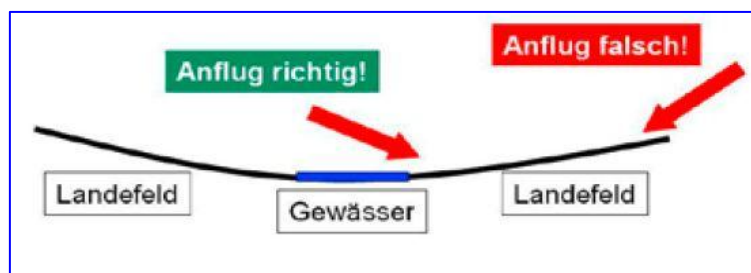 Anflug falsch!
Anflug richtig!
Landefeld
Gewässer
Landefeld